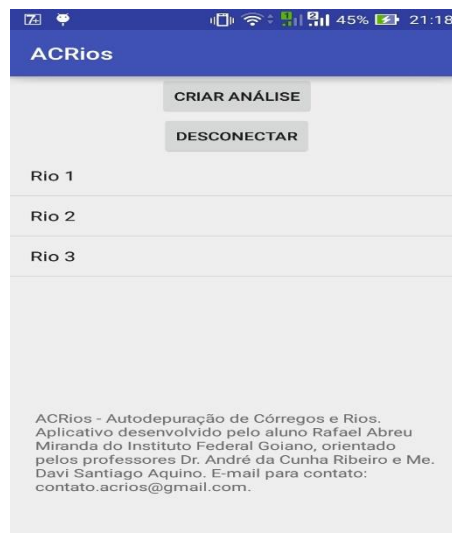 45% 21:18
ACRios
CRIAR ANÁLISE
DESCONECTAR
Rio 1
Rio 2
Rio 3
ACRios - Autodepuração de Córregos e Rios.
Aplicativo desenvolvido pelo aluno Rafael Abreu
Miranda do Instituto Federal Goiano, orientado
pelos professores Dr. André da Cunha Ribeiro e Me.
Davi Santiago Aquino. E-mail para contato:
contato.acrios@gmail.com.